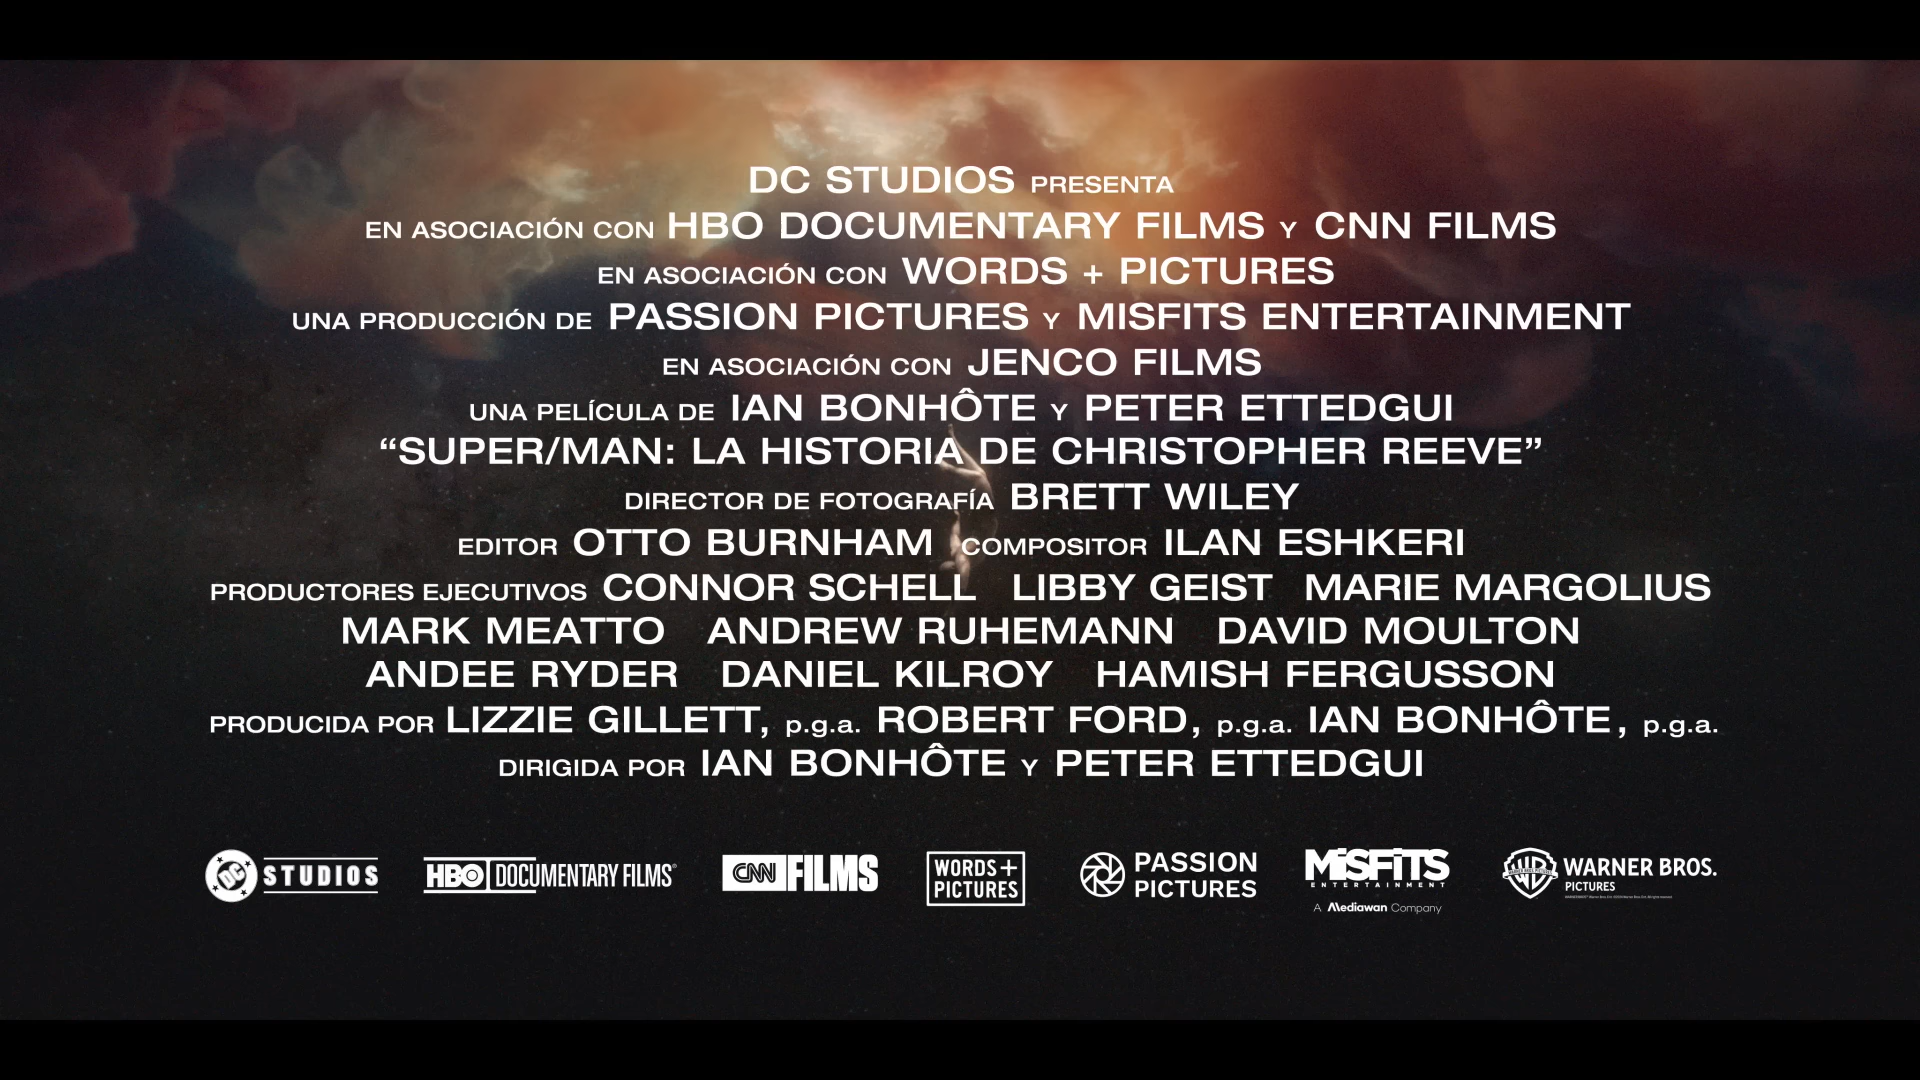 DC STUDIOS PRESENTA
EN ASOCIACIÓN CON HBO DOCUMENTARY FILMS Y CNN FILMS
EN ASOCIACIÓN CON WORDS + PICTURES
UNA PRODUCCIÓN DE PASSION PICTURES Y MISFITS ENTERTAINMENT
EN ASOCIACIÓN CON JENCO FILMS
UNA PELÍCULA DE IAN BONHÔTE Y PETER ETTEDGUI
“SUPER/MAN: LA HISTORIA DE CHRISTOPHER REEVE”
DIRECTOR DE FOTOGRAFÍA BRETT WILEY
EDITOR OTTO BURNHAM COMPOSITOR ILAN ESHKERI
PRODUCTORES EJECUTIVOS CONNOR SCHELL LIBBY GEIST MARIE MARGOLIUS
MARK MEATTO ANDREW RUHEMANN DAVID MOULTON
ANDEE RYDER DANIEL KILROY HAMISH FERGUSSON
PRODUCIDA POR LIZZIE GILLETT, p.g.a. ROBERT FORD, p.g.a. IAN BONHÔTE, p.g.a.
DIRIGIDA POR IAN BONHÔTE Y PETER ETTEDGUI
DC STUDIOS
HBO DOCUMENTARY FILMS®
CNN FILMS
WORDS +
PICTURES
PASSION
PICTURES
MiSFiTS
ENTERTAINMENT
A Mediawan Company
WB WARNER BROS.
PICTURES